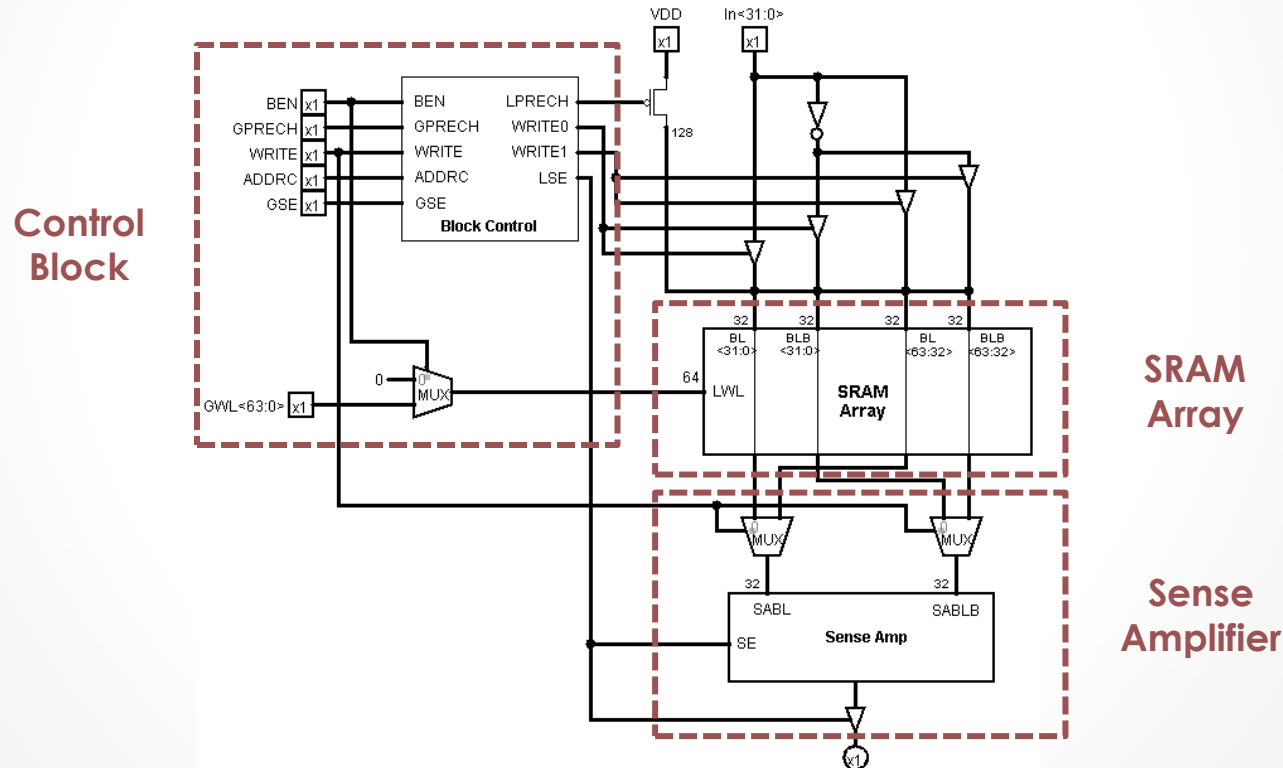 VDD
In<31:0>
x1
x1
BEN x1
GPRECH x1
WRITE x1
ADDRC x1
GSE x1
BEN
GPRECH
WRITE
ADDRC
GSE
LPRECH
WRITE0
WRITE1
LSE
Block Control
128
Control
Block
32
32
32
32
BL
<31:0>
BLB
<31:0>
BL
<63:32>
BLB
<63:32>
0
0
MUX
GWL<63:0> x1
64
LWL
SRAM
Array
SRAM
Array
0
MUX
0
MUX
32
32
SABL
SABLB
SE
Sense Amp
Sense
Amplifier
x1